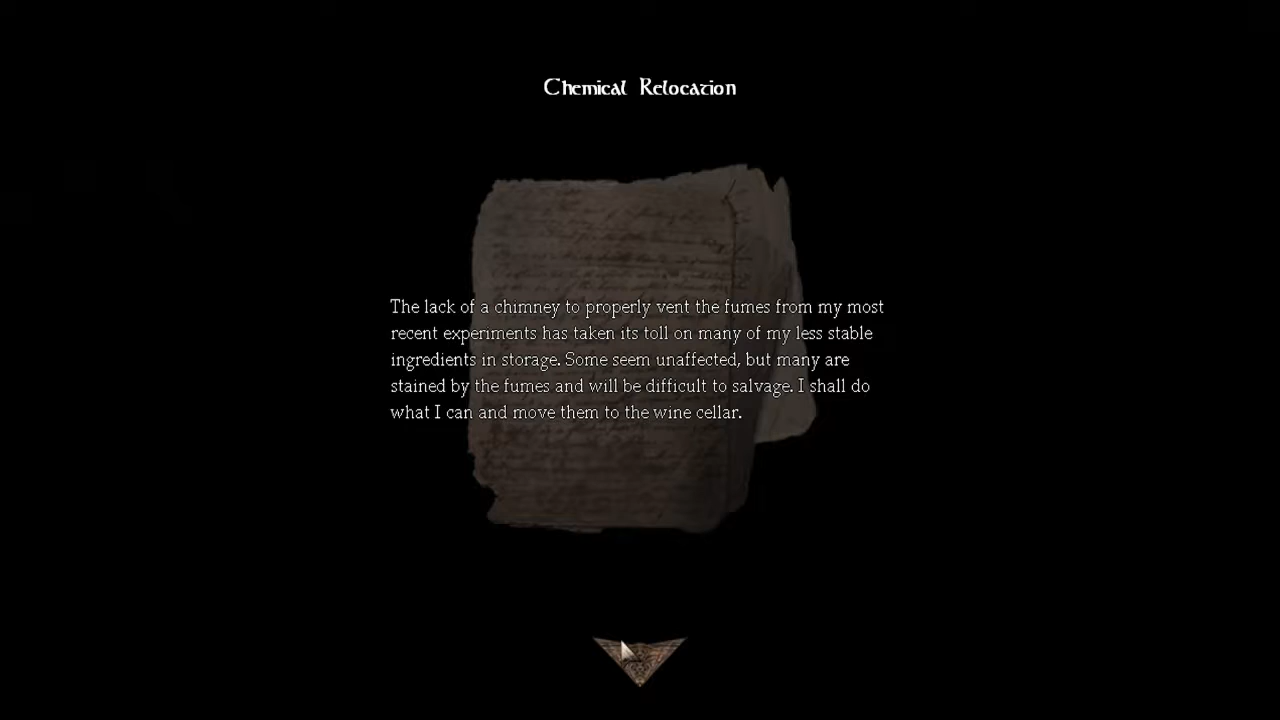 Chemical Relocation
The lack of a chimney to properly vent the fumes from my most
recent experiments has taken its toll on many of my less stable
ingredients in storage. Some seem unaffected, but many are
stained by the fumes and will be difficult to salvage. I shall do
what I can and move them to the wine cellar.